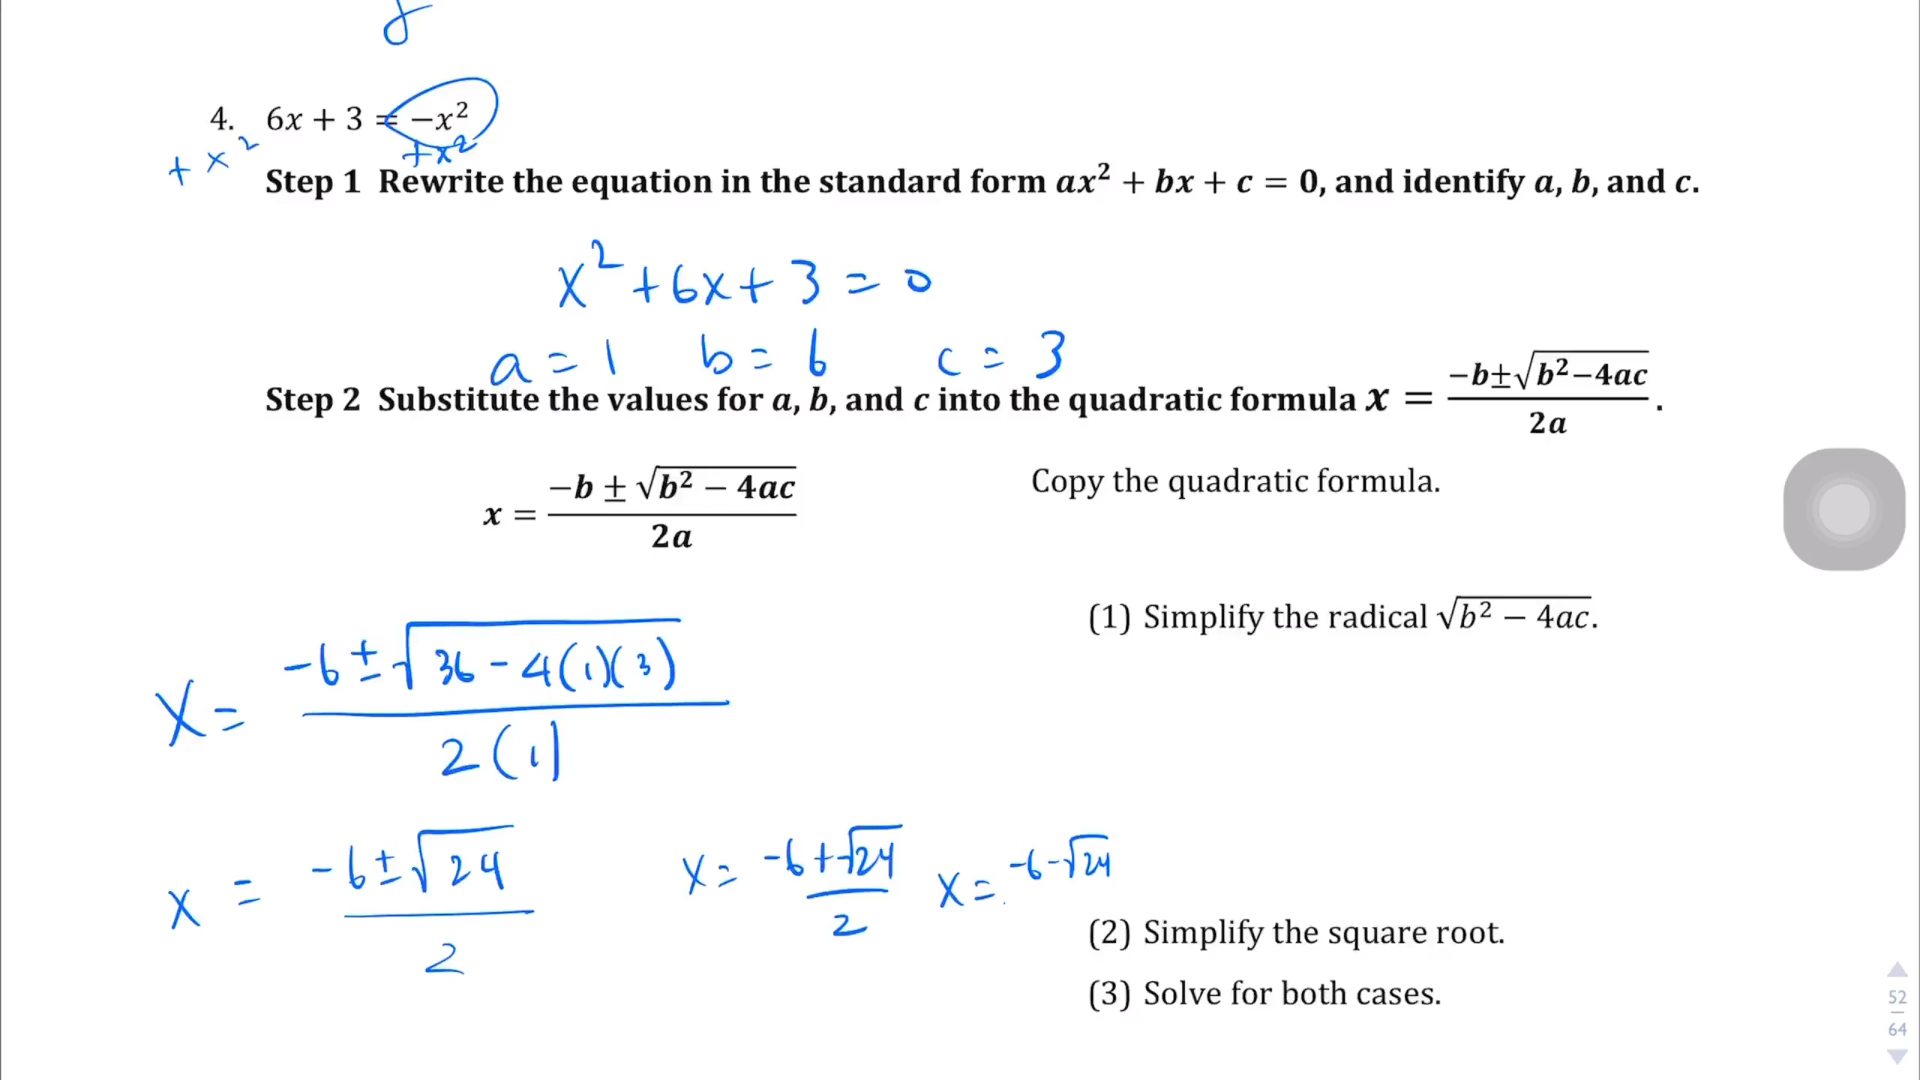 4. 6x + 3 = −x²
+ x² +x²
Step 1 Rewrite the equation in the standard form ax² + bx + c = 0, and identify a, b, and c.
x² + 6x + 3 = 0
a = 1 b = 6 c = 3
Step 2 Substitute the values for a, b, and c into the quadratic formula x = (−b±√(b²−4ac))/(2a).
x = (−b ± √(b² − 4ac))/(2a) Copy the quadratic formula.
(1) Simplify the radical √(b² − 4ac).
x = (−6 ± √(36 − 4(1)(3)))/(2(1)
x = (−6 ± √24)/2 x = (−6 + √24)/2 x = −6 − √24
(2) Simplify the square root.
(3) Solve for both cases.
52
64